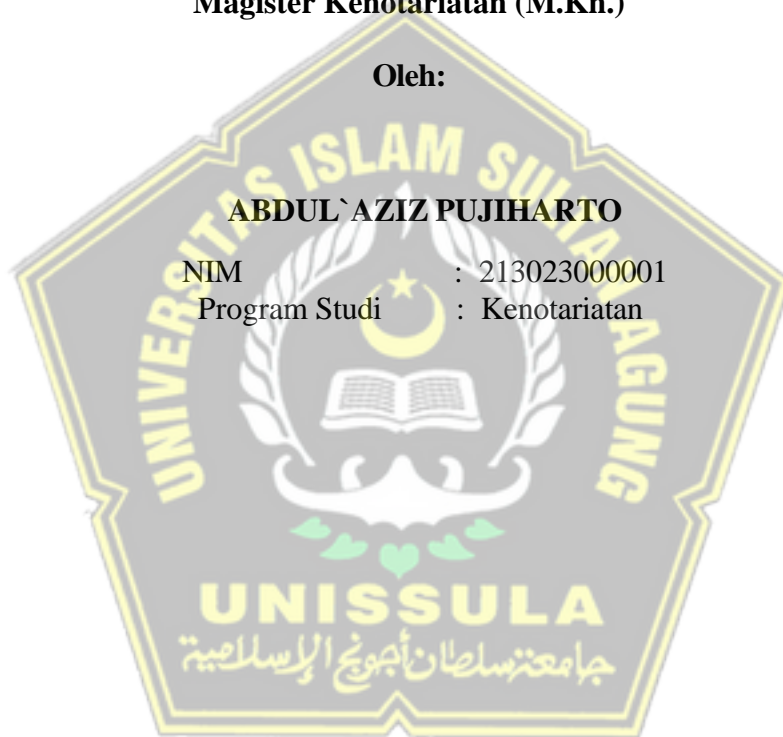 Magister Kenotariatan (M.Kn.)
Oleh:
UNIVERSITAS ISLAM SULTAN AGUNG
ABDUL`AZIZ PUJIHARTO
NIM : 213023000001
Program Studi : Kenotariatan
UNISSULA
جامعة سلطان أجونج الإسلامية